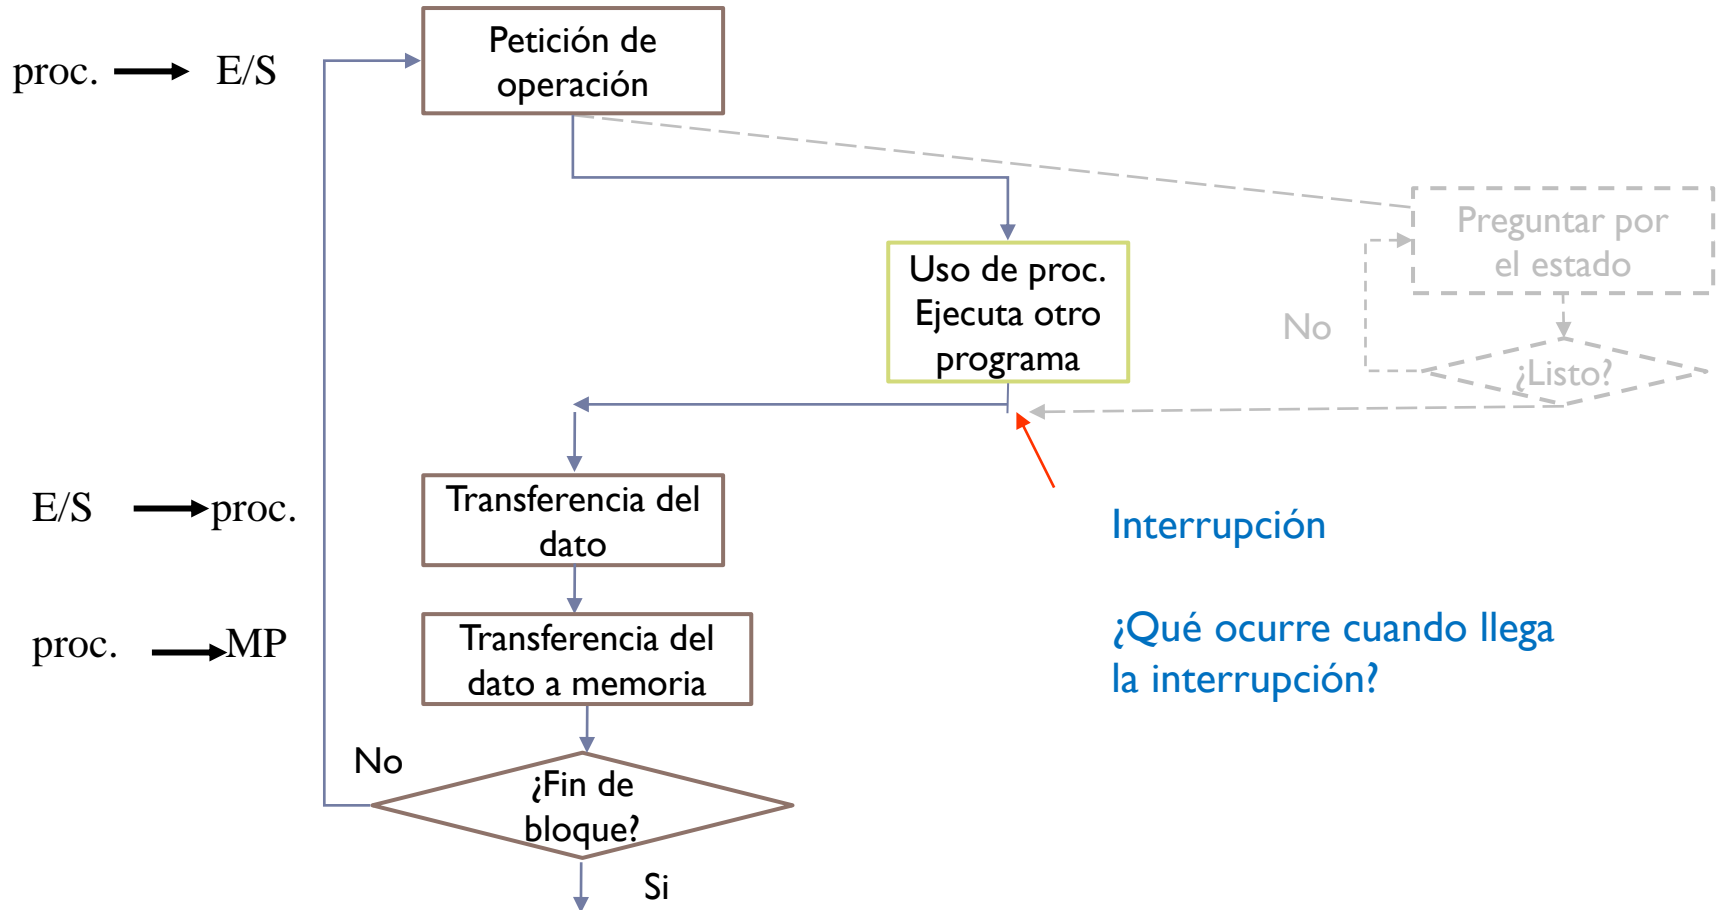 Petición de
operación
proc.
E/S
Preguntar por
el estado
Uso de proc.
Ejecuta otro
programa
No
¿Listo?
E/S
proc.
Transferencia del
dato
Interrupción
proc.
MP
Transferencia del
dato a memoria
¿Qué ocurre cuando llega
la interrupción?
No
¿Fin de
bloque?
Si